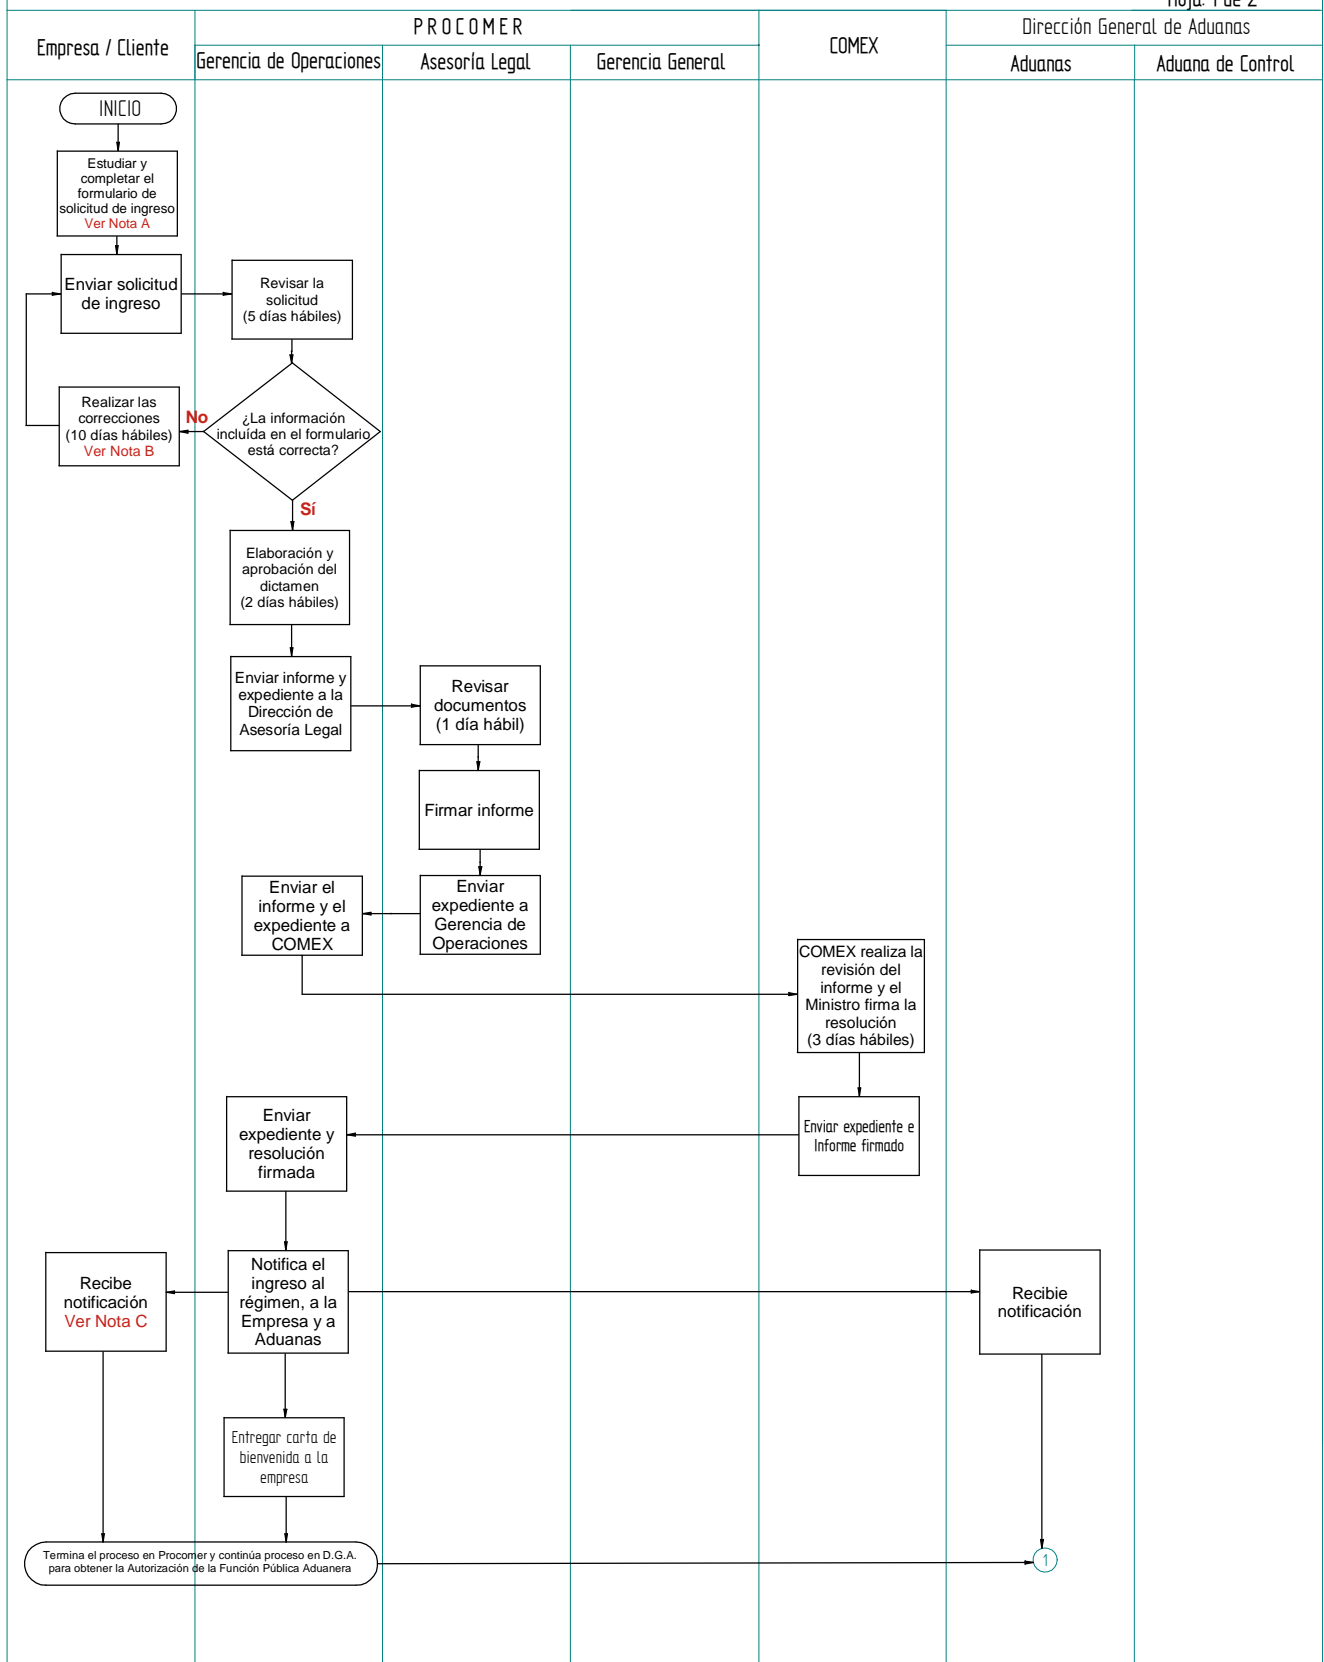 Hoja: 1 de 2
PROCOMER
Dirección General de Aduanas
Empresa / Cliente
COMEX
Gerencia de Operaciones
Asesoría Legal
Gerencia General
Aduanas
Aduana de Control
INICIO
Estudiar y
completar el
formulario de
solicitud de ingreso
Ver Nota A
Enviar solicitud
de ingreso
Revisar la
solicitud
(5 días hábiles)
Realizar las
correcciones
(10 días hábiles)
Ver Nota B
No
¿La información
incluída en el formulario
está correcta?
Sí
Elaboración y
aprobación del
dictamen
(2 días hábiles)
Enviar informe y
expediente a la
Dirección de
Asesoría Legal
Revisar
documentos
(1 día hábil)
Firmar informe
Enviar
expediente a
Gerencia de
Operaciones
Enviar el
informe y el
expediente a
COMEX
COMEX realiza la
revisión del
informe y el
Ministro firma la
resolución
(3 días hábiles)
Enviar expediente e
Informe firmado
Enviar
expediente y
resolución
firmada
Notifica el
ingreso al
régimen, a la
Empresa y a
Aduanas
Recibe
notificación
Ver Nota C
Recibie
notificación
Entregar carta de
bienvenida a la
empresa
Termina el proceso en Procomer y continúa proceso en D.G.A.
para obtener la Autorización de la Función Pública Aduanera
1